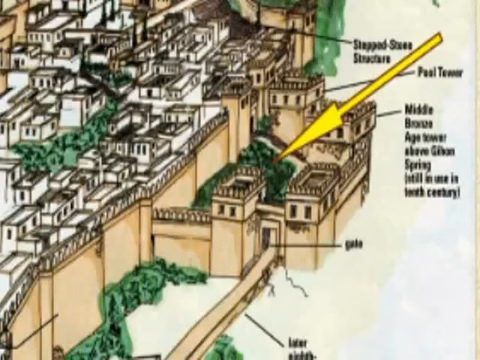 Stepped-Stone
Structure
Pool Tower
Middle
Bronze
Age tower
above Gihon
Spring
(still in use in
tenth century)
gate
later
eighth-